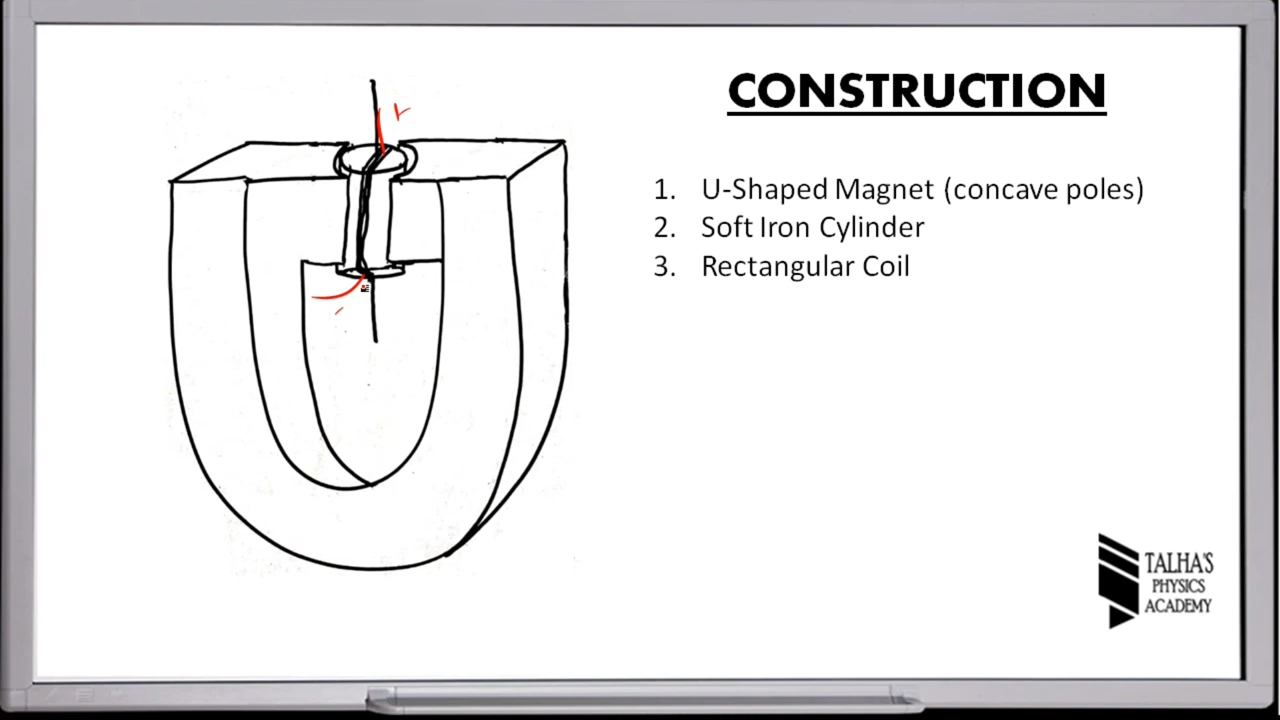 CONSTRUCTION
1. U-Shaped Magnet (concave poles)
2. Soft Iron Cylinder
3. Rectangular Coil
TALHA'S
PHYSICS
ACADEMY